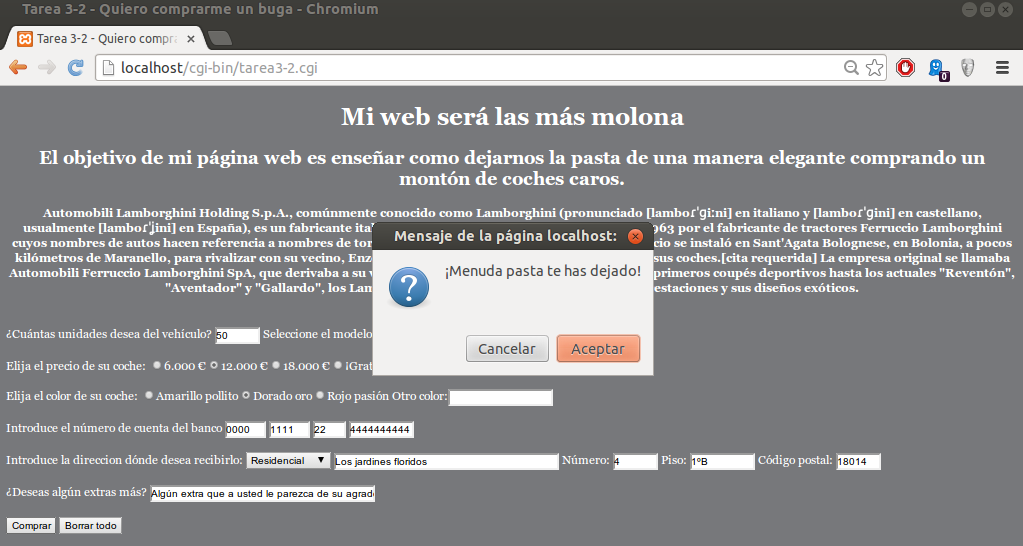 Tarea 3-2 - Quiero comprarme un buga - Chromium
Tarea 3-2 - Quiero compra
localhost/cgi-bin/tarea3-2.cgi
0
Mi web será las más molona
El objetivo de mi página web es enseñar como dejarnos la pasta de una manera elegante comprando un
montón de coches caros.
Automobili Lamborghini Holding S.p.A., comúnmente conocido como Lamborghini (pronunciado [lamboɾˈɡiːni] en italiano y [lamboɾˈɡini] en castellano,
usualmente [lamboɾˈʝini] en España), es un fabricante ita 963 por el fabricante de tractores Ferruccio Lamborghini
cuyos nombres de autos hacen referencia a nombres de tor cio se instaló en Sant'Agata Bolognese, en Bolonia, a pocos
kilómetros de Maranello, para rivalizar con su vecino, Enz sus coches.[cita requerida] La empresa original se llamaba
Automobili Ferruccio Lamborghini SpA, que derivaba a su v primeros coupés deportivos hasta los actuales "Reventón",
"Aventador" y "Gallardo", los Lam estaciones y sus diseños exóticos.
Mensaje de la página localhost:
¡Menuda pasta te has dejado!
Cancelar Aceptar
¿Cuántas unidades desea del vehículo? 50 Seleccione el modelo
Elija el precio de su coche: 6.000 € 12.000 € 18.000 € ¡Grat
Elija el color de su coche: Amarillo pollito Dorado oro Rojo pasión Otro color:
Introduce el número de cuenta del banco 0000 1111 22 4444444444
Introduce la direccion dónde desea recibirlo: Residencial Los jardines floridos Número: 4 Piso: 1ºB Código postal: 18014
¿Deseas algún extras más? Algún extra que a usted le parezca de su agrado
Comprar Borrar todo